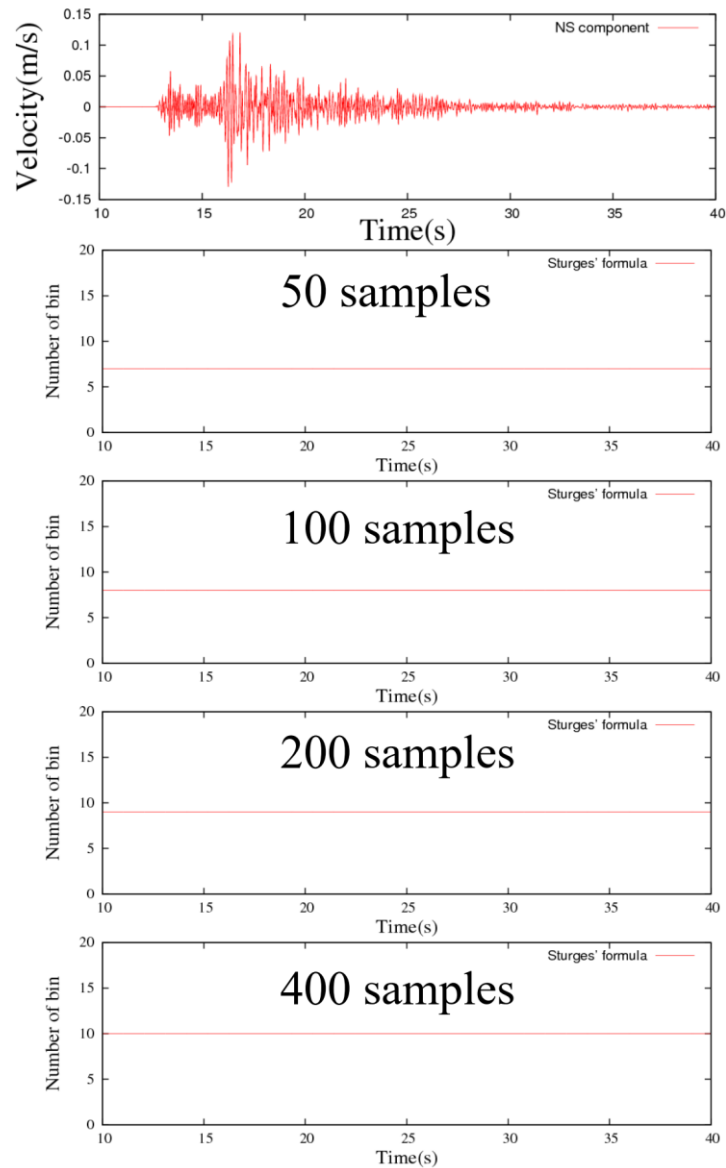 NS component
0.15
0.1
0.05
0
-0.05
-0.1
-0.15
Velocity(m/s)
10 15 20 25 30 35 40
Time(s)
Sturges' formula
50 samples
20
15
10
5
0
Number of bin
10 15 20 25 30 35 40
Time(s)
Sturges' formula
100 samples
20
15
10
5
0
Number of bin
10 15 20 25 30 35 40
Time(s)
Sturges' formula
200 samples
20
15
10
5
0
Number of bin
10 15 20 25 30 35 40
Time(s)
Sturges' formula
400 samples
20
15
10
5
0
Number of bin
10 15 20 25 30 35 40
Time(s)